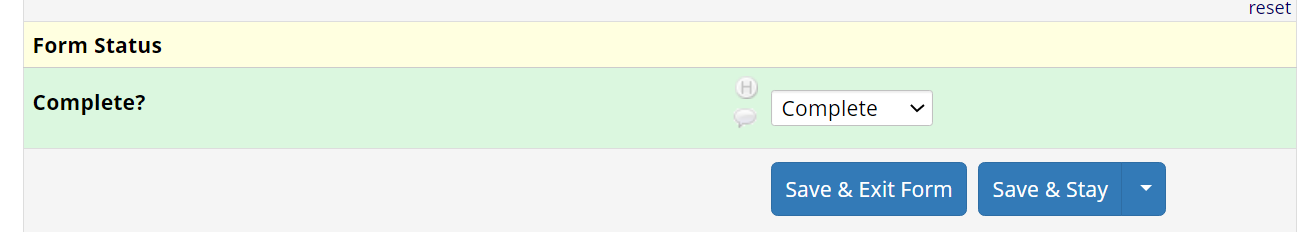 reset
Form Status
Complete?
H
Complete
Save & Exit Form
Save & Stay